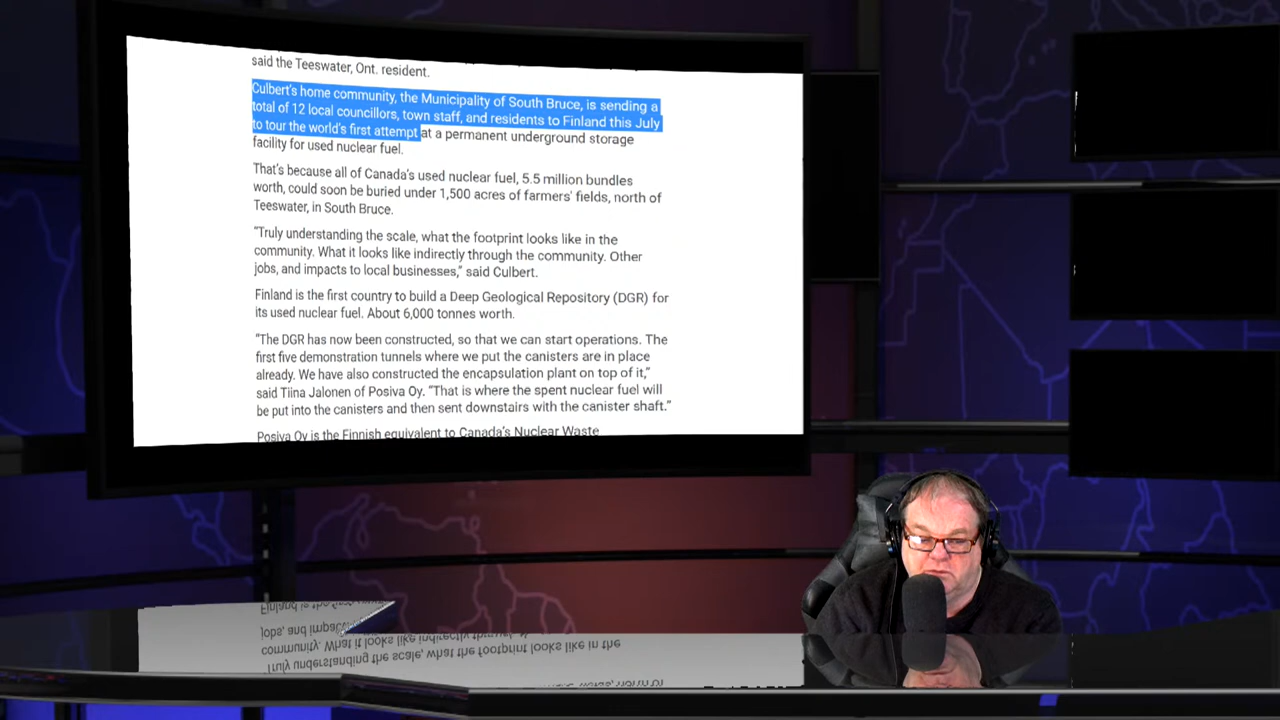 said the Teeswater, Ont. resident.
Culbert's home community, the Municipality of South Bruce, is sending a
total of 12 local councillors, town staff, and residents to Finland this July
to tour the world's first attempt at a permanent underground storage
facility for used nuclear fuel.
That's because all of Canada's used nuclear fuel, 5.5 million bundles
worth, could soon be buried under 1,500 acres of farmers' fields, north of
Teeswater, in South Bruce.
"Truly understanding the scale, what the footprint looks like in the
community. What it looks like indirectly through the community. Other
jobs, and impacts to local businesses," said Culbert.
Finland is the first country to build a Deep Geological Repository (DGR) for
its used nuclear fuel. About 6,000 tonnes worth.
"The DGR has now been constructed, so that we can start operations. The
first five demonstration tunnels where we put the canisters are in place
already. We have also constructed the encapsulation plant on top of it,"
said Tiina Jalonen of Posiva Oy. "That is where the spent nuclear fuel will
be put into the canisters and then sent downstairs with the canister shaft."
Posiva Oy is the Finnish equivalent to Canada's Nuclear Waste